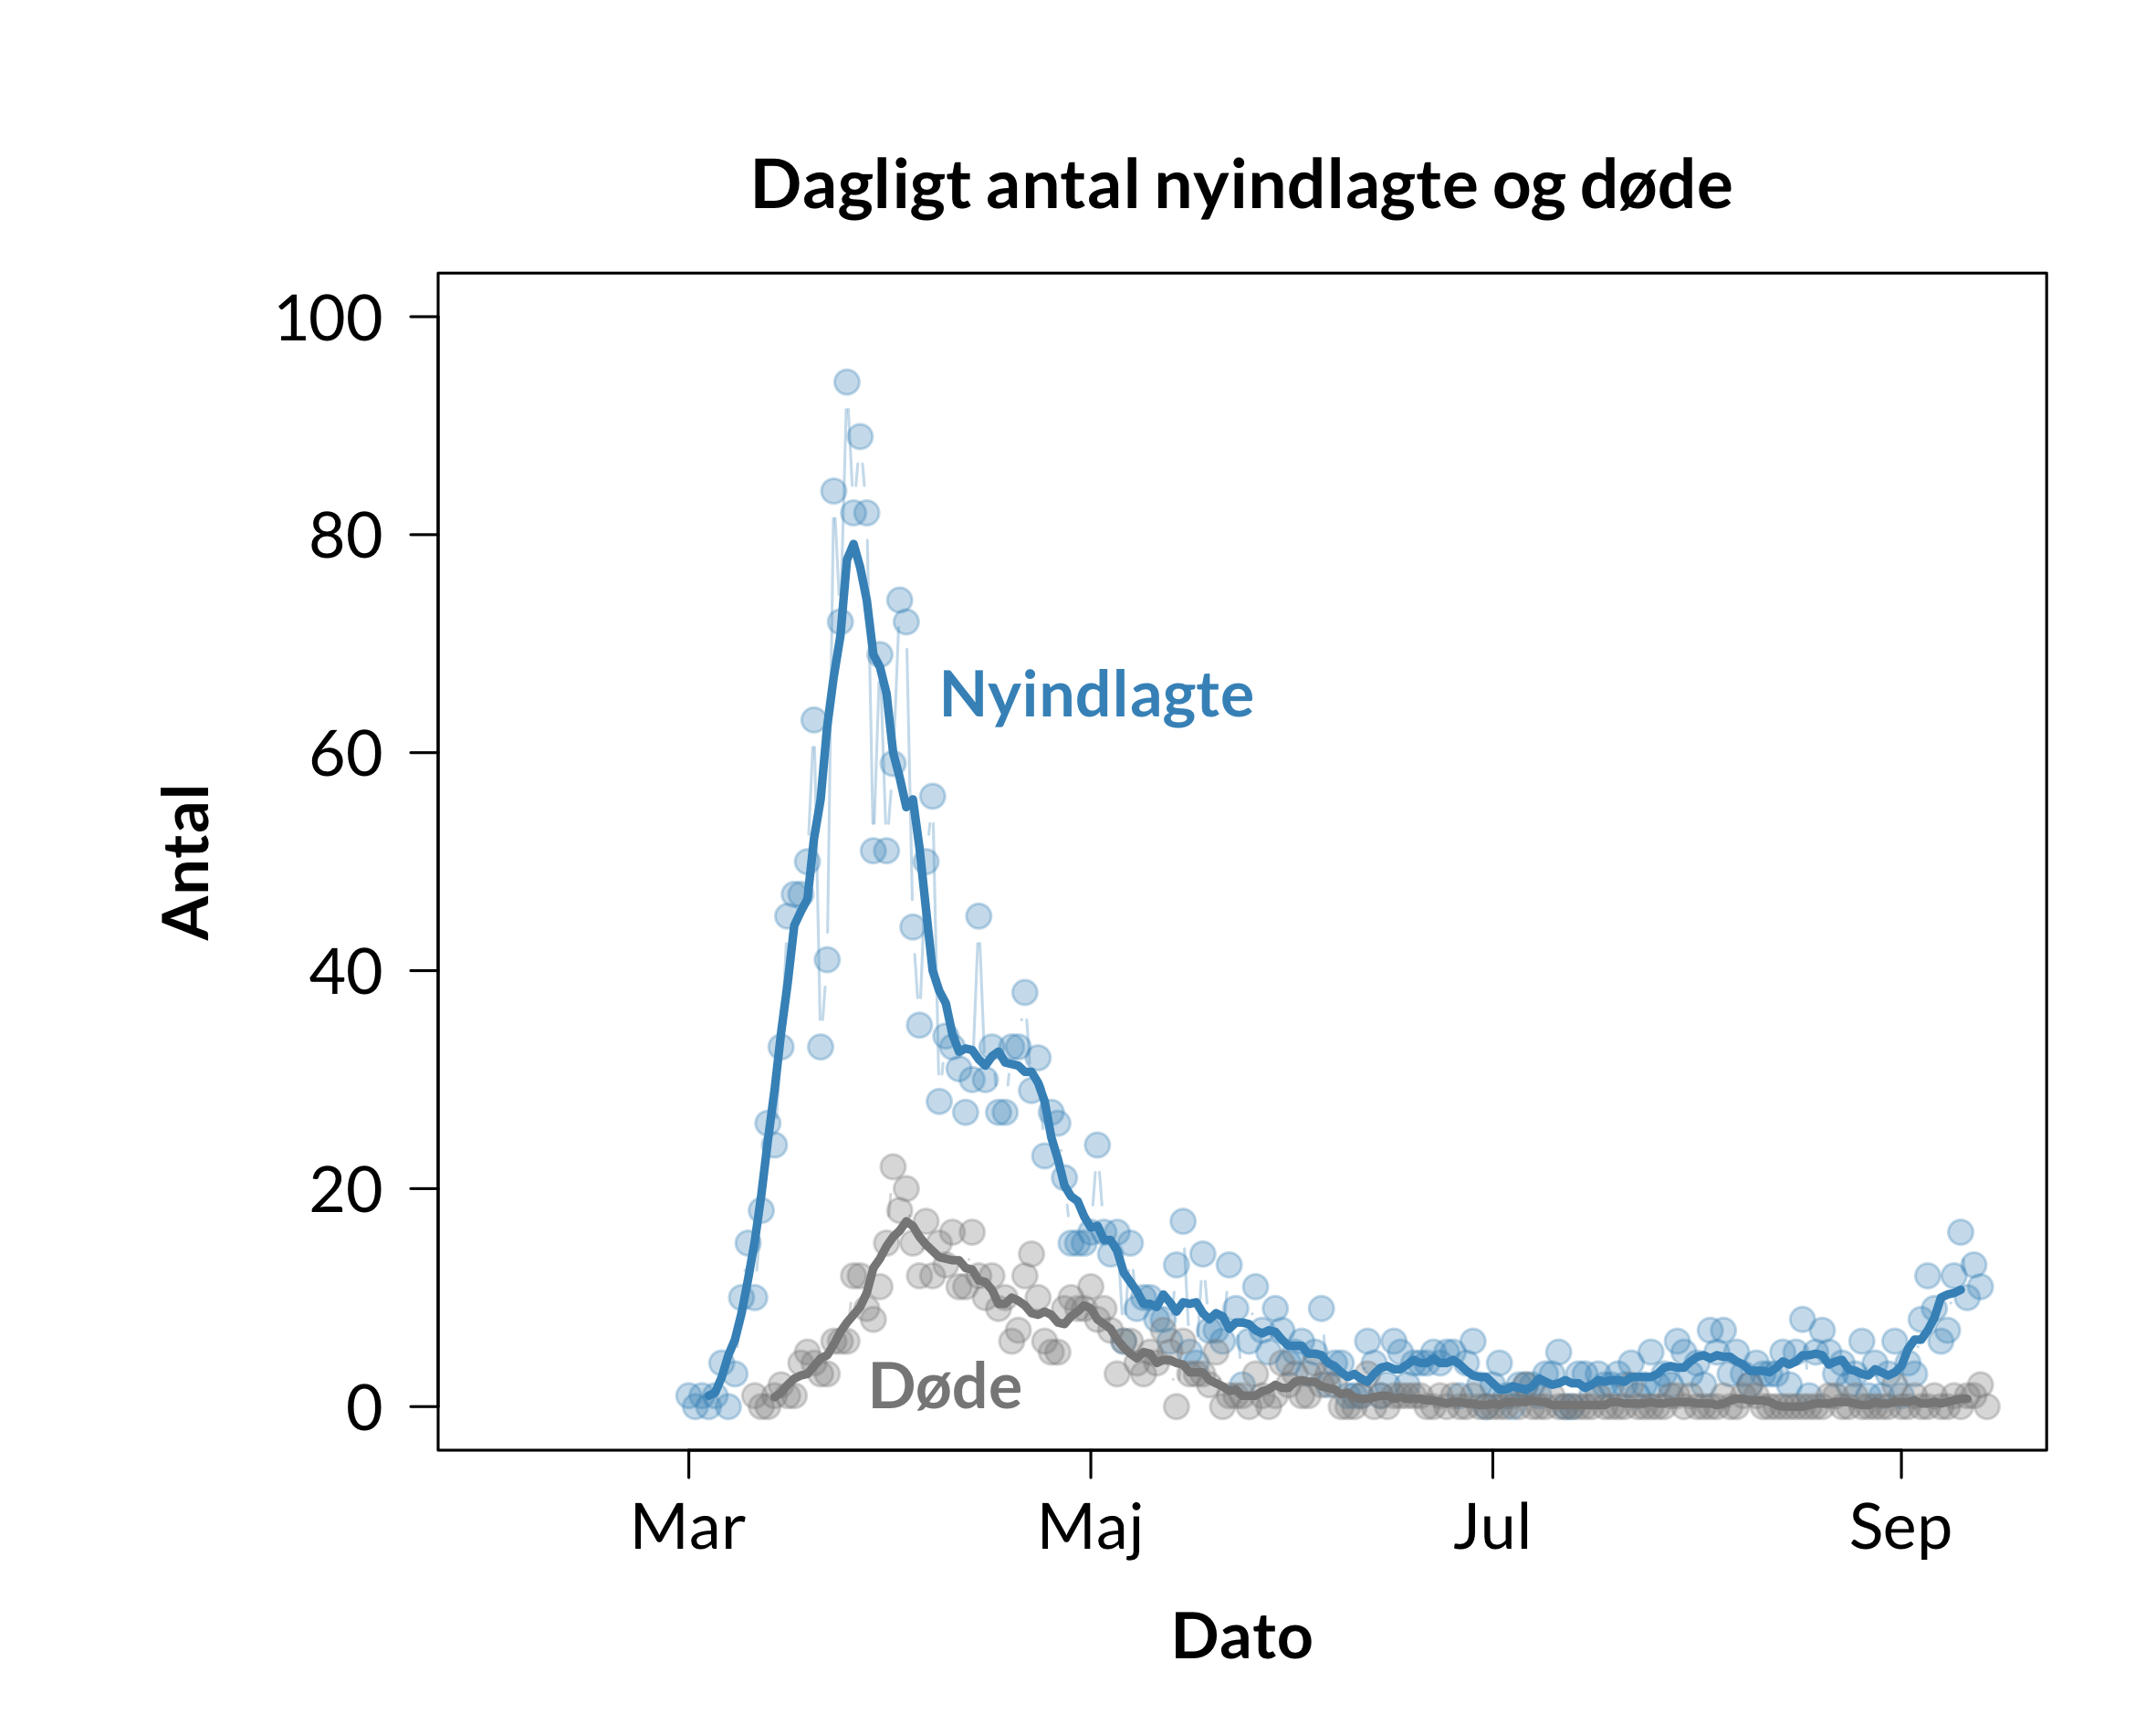 Dagligt antal nyindlagte og døde
100
80
60
40
20
0
Antal
Nyindlagte
Døde
Mar
Maj
Jul
Sep
Dato